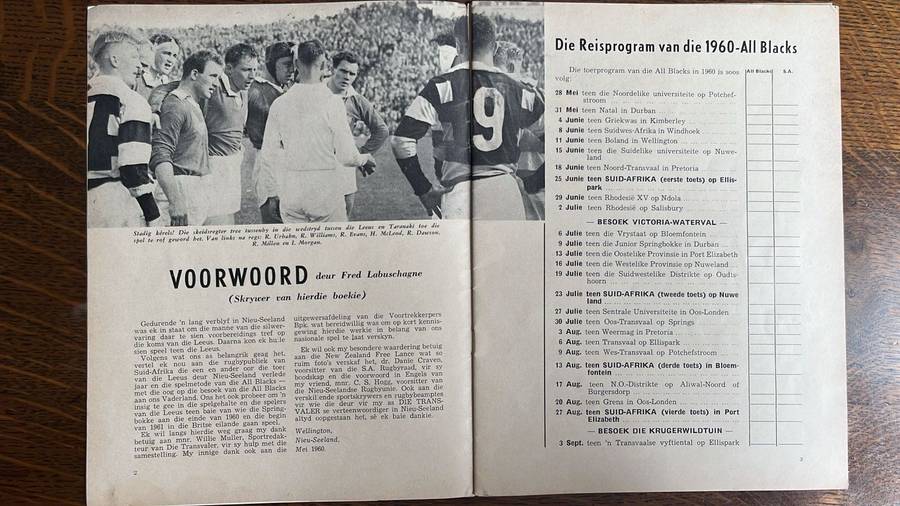 9
Stadig kêrels! Die skeidsregter tree tussenby in die wedstryd tussen die Leeus en Taranaki toe die
spel te rof geword het. Van links na regs: R. Urbahn, R. Williams, R. Evans, H. McLeod, R. Dawson,
B. Millen en I. Morgan.
VOORWOORD deur Fred Labuschagne
(Skrywer van hierdie boekie)
Gedurende 'n lang verblyf in Nieu-Seeland
was ek in staat om die manne van die silwer-
varing daar te sien voorbereidings tref op
die koms van die Leeus. Daarna kon ek hulle
sien speel teen die Leeus.
Volgens wat ons as belangrik geag het,
vertel ek nou aan die rugbypubliek van
Suid-Afrika die een en ander oor die toer
van die Leeus deur Nieu-Seeland verlede
jaar en die spelmetode van die All Blacks —
met die oog op die besoek van die All Blacks
aan ons Vaderland. Ons het ook probeer om 'n
insig te gee in die spelgehalte en die spelers
van die Leeus teen baie van wie die Spring-
bokke aan die einde van 1960 en die begin
van 1961 in die Britse eilande gaan speel.
Ek wil langs hierdie weg graag my dank
betuig aan mnr. Willie Muller, Sportredak-
teur van Die Transvaler, vir sy hulp met die
samestelling. My innige dank ook aan die
uitgewersafdeling van die Voortrekkerpers
Bpk. wat bereidwillig was om op kort kennis-
gewing hierdie werkie in belang van ons
nasionale spel te laat verskyn.
Ek wil ook my besondere waardering betuig
aan die New Zealand Free Lance wat so
ruim foto's verskaf het, dr. Danie Craven,
voorsitter van die S.A. Rugbyraad, vir sy
boodskap en die voorwoord in Engels van
my vriend, mnr. C. S. Hogg, voorsitter van
die Nieu-Seelandse Rugbyunie. Ook aan die
verskillende sportskrywers en rugbybeamptes
vir wie die deur vir my as DIE TRANS-
VALER se verteenwoordiger in Nieu-Seeland
altyd oopgestaan het, sê ek baie dankie.
Wellington,
Nieu-Seeland,
Mei 1960.
2
Die Reisprogram van die 1960-All Blacks
Die toerprogram van die All Blacks in 1960 is soos
volg:
All Blacks S.A.
28 Mei teen die Noordelike universiteite op Potchef-
stroom
31 Mei teen Natal in Durban
4 Junie teen Griekwas in Kimberley
8 Junie teen Suidwes-Afrika in Windhoek
11 Junie teen Boland in Wellington
15 Junie teen die Suidelike universiteite op Nuwe-
land
18 Junie teen Noord-Transvaal in Pretoria
25 Junie teen SUID-AFRIKA (eerste toets) op Ellis-
park
29 Junie teen Rhodesië XV op Ndola
2 Julie teen Rhodesië op Salisbury
— BESOEK VICTORIA-WATERVAL —
6 Julie teen die Vrystaat op Bloemfontein
9 Julie teen die Junior Springbokke in Durban
13 Julie teen die Oostelike Provinsie in Port Elizabeth
16 Julie teen die Westelike Provinsie op Nuweland
19 Julie teen die Suidwestelike Distrikte op Oudts-
hoorn
23 Julie teen SUID-AFRIKA (tweede toets) op Nuwe
land
27 Julie teen Sentrale Universiteite in Oos-Londen
30 Julie teen Oos-Transvaal op Springs
3 Aug. teen Weermag in Pretoria
6 Aug. teen Transvaal op Ellispark
9 Aug. teen Wes-Transvaal op Potchefstroom
13 Aug. teen SUID-AFRIKA (derde toets) in Bloem-
fontein
17 Aug. teen N.O.-Distrikte op Aliwal-Noord of
Burgersdorp
20 Aug. teen Grens in Oos-Londen
27 Aug. teen SUID-AFRIKA (vierde toets) in Port
Elizabeth
— BESOEK DIE KRUGERWILDTUIN —
3 Sept. teen 'n Transvaalse vyftiental op Ellispark
3